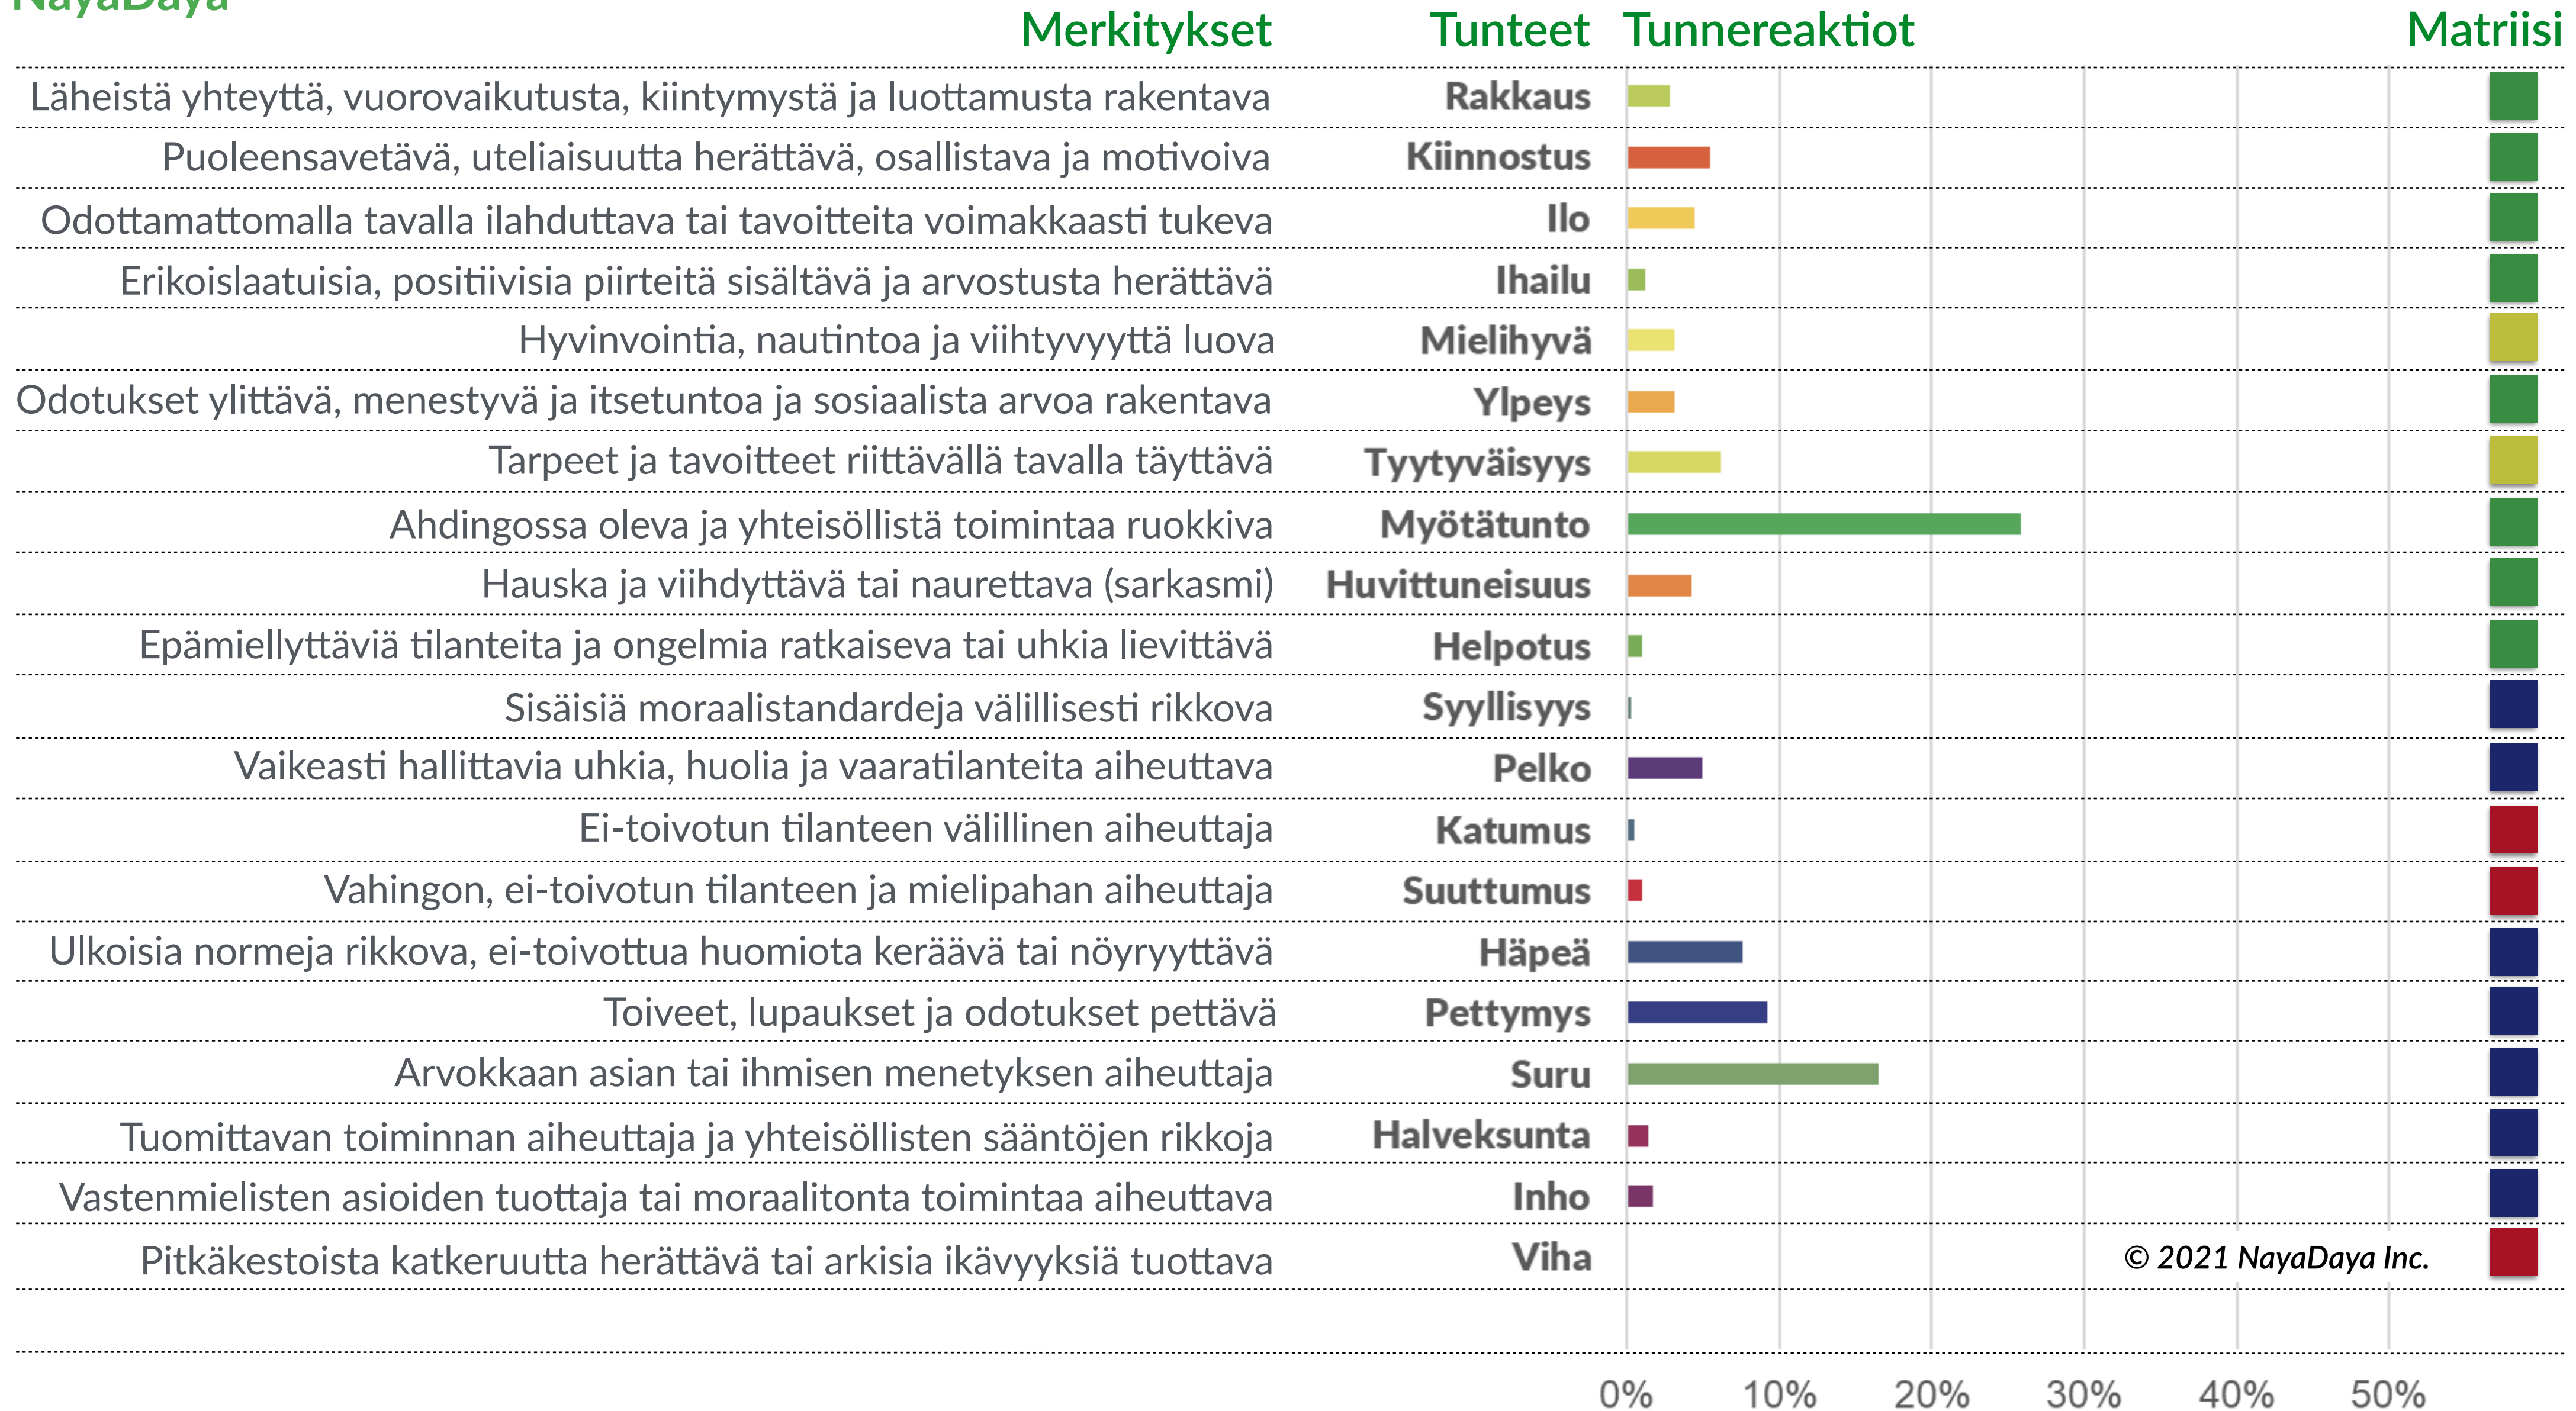 NayaDaya
Merkitykset Tunteet Tunnereaktiot Matriisi
Läheistä yhteyttä, vuorovaikutusta, kiintymystä ja luottamusta rakentava Rakkaus
Puoleensavetävä, uteliaisuutta herättävä, osallistava ja motivoiva Kiinnostus
Odottamattomalla tavalla ilahduttava tai tavoitteita voimakkaasti tukeva Ilo
Erikoislaatuisia, positiivisia piirteitä sisältävä ja arvostusta herättävä Ihailu
Hyvinvointia, nautintoa ja viihtyvyyttä luova Mielihyvä
Odotukset ylittävä, menestyvä ja itsetuntoa ja sosiaalista arvoa rakentava Ylpeys
Tarpeet ja tavoitteet riittävällä tavalla täyttävä Tyytyväisyys
Ahdingossa oleva ja yhteisöllistä toimintaa ruokkiva Myötätunto
Hauska ja viihdyttävä tai naurettava (sarkasmi) Huvittuneisuus
Epämiellyttäviä tilanteita ja ongelmia ratkaiseva tai uhkia lievittävä Helpotus
Sisäisiä moraalistandardeja välillisesti rikkova Syyllisyys
Vaikeasti hallittavia uhkia, huolia ja vaaratilanteita aiheuttava Pelko
Ei-toivotun tilanteen välillinen aiheuttaja Katumus
Vahingon, ei-toivotun tilanteen ja mielipahan aiheuttaja Suuttumus
Ulkoisia normeja rikkova, ei-toivottua huomiota keräävä tai nöyryyttävä Häpeä
Toiveet, lupaukset ja odotukset pettävä Pettymys
Arvokkaan asian tai ihmisen menetyksen aiheuttaja Suru
Tuomittavan toiminnan aiheuttaja ja yhteisöllisten sääntöjen rikkoja Halveksunta
Vastenmielisten asioiden tuottaja tai moraalitonta toimintaa aiheuttava Inho
Pitkäkestoista katkeruutta herättävä tai arkisia ikävyyksiä tuottava Viha © 2021 NayaDaya Inc.
0% 10% 20% 30% 40% 50%